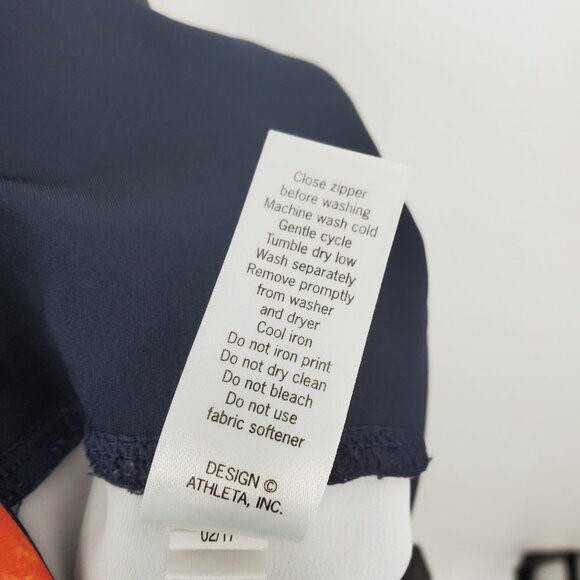 Close zipper
before washing
Machine wash cold
Gentle cycle
Tumble dry low
Wash separately
Remove promptly
from washer
and dryer
Cool iron
Do not iron print
Do not dry clean
Do not bleach
Do not use
fabric softener
DESIGN ©
ATHLETA, INC.
02/17